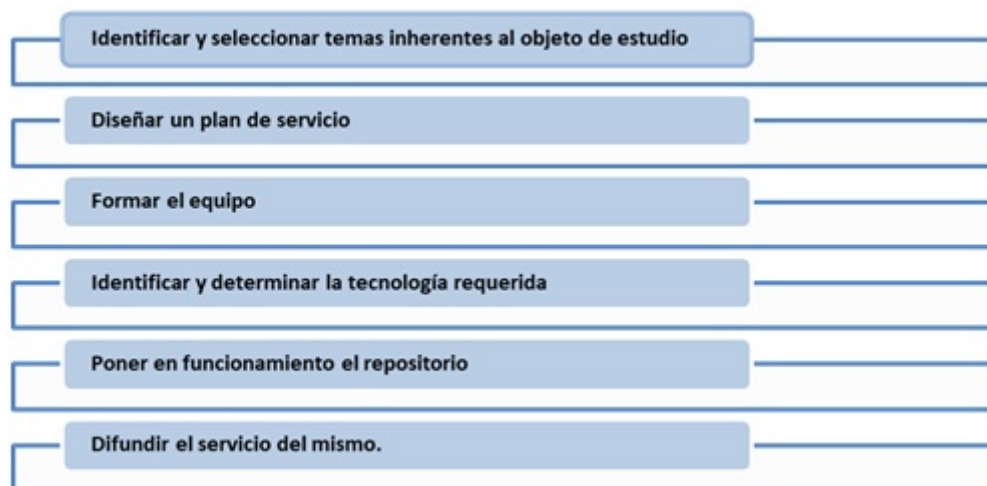 Identificar y seleccionar temas inherentes al objeto de estudio
Diseñar un plan de servicio
Formar el equipo
Identificar y determinar la tecnología requerida
Poner en funcionamiento el repositorio
Difundir el servicio del mismo.